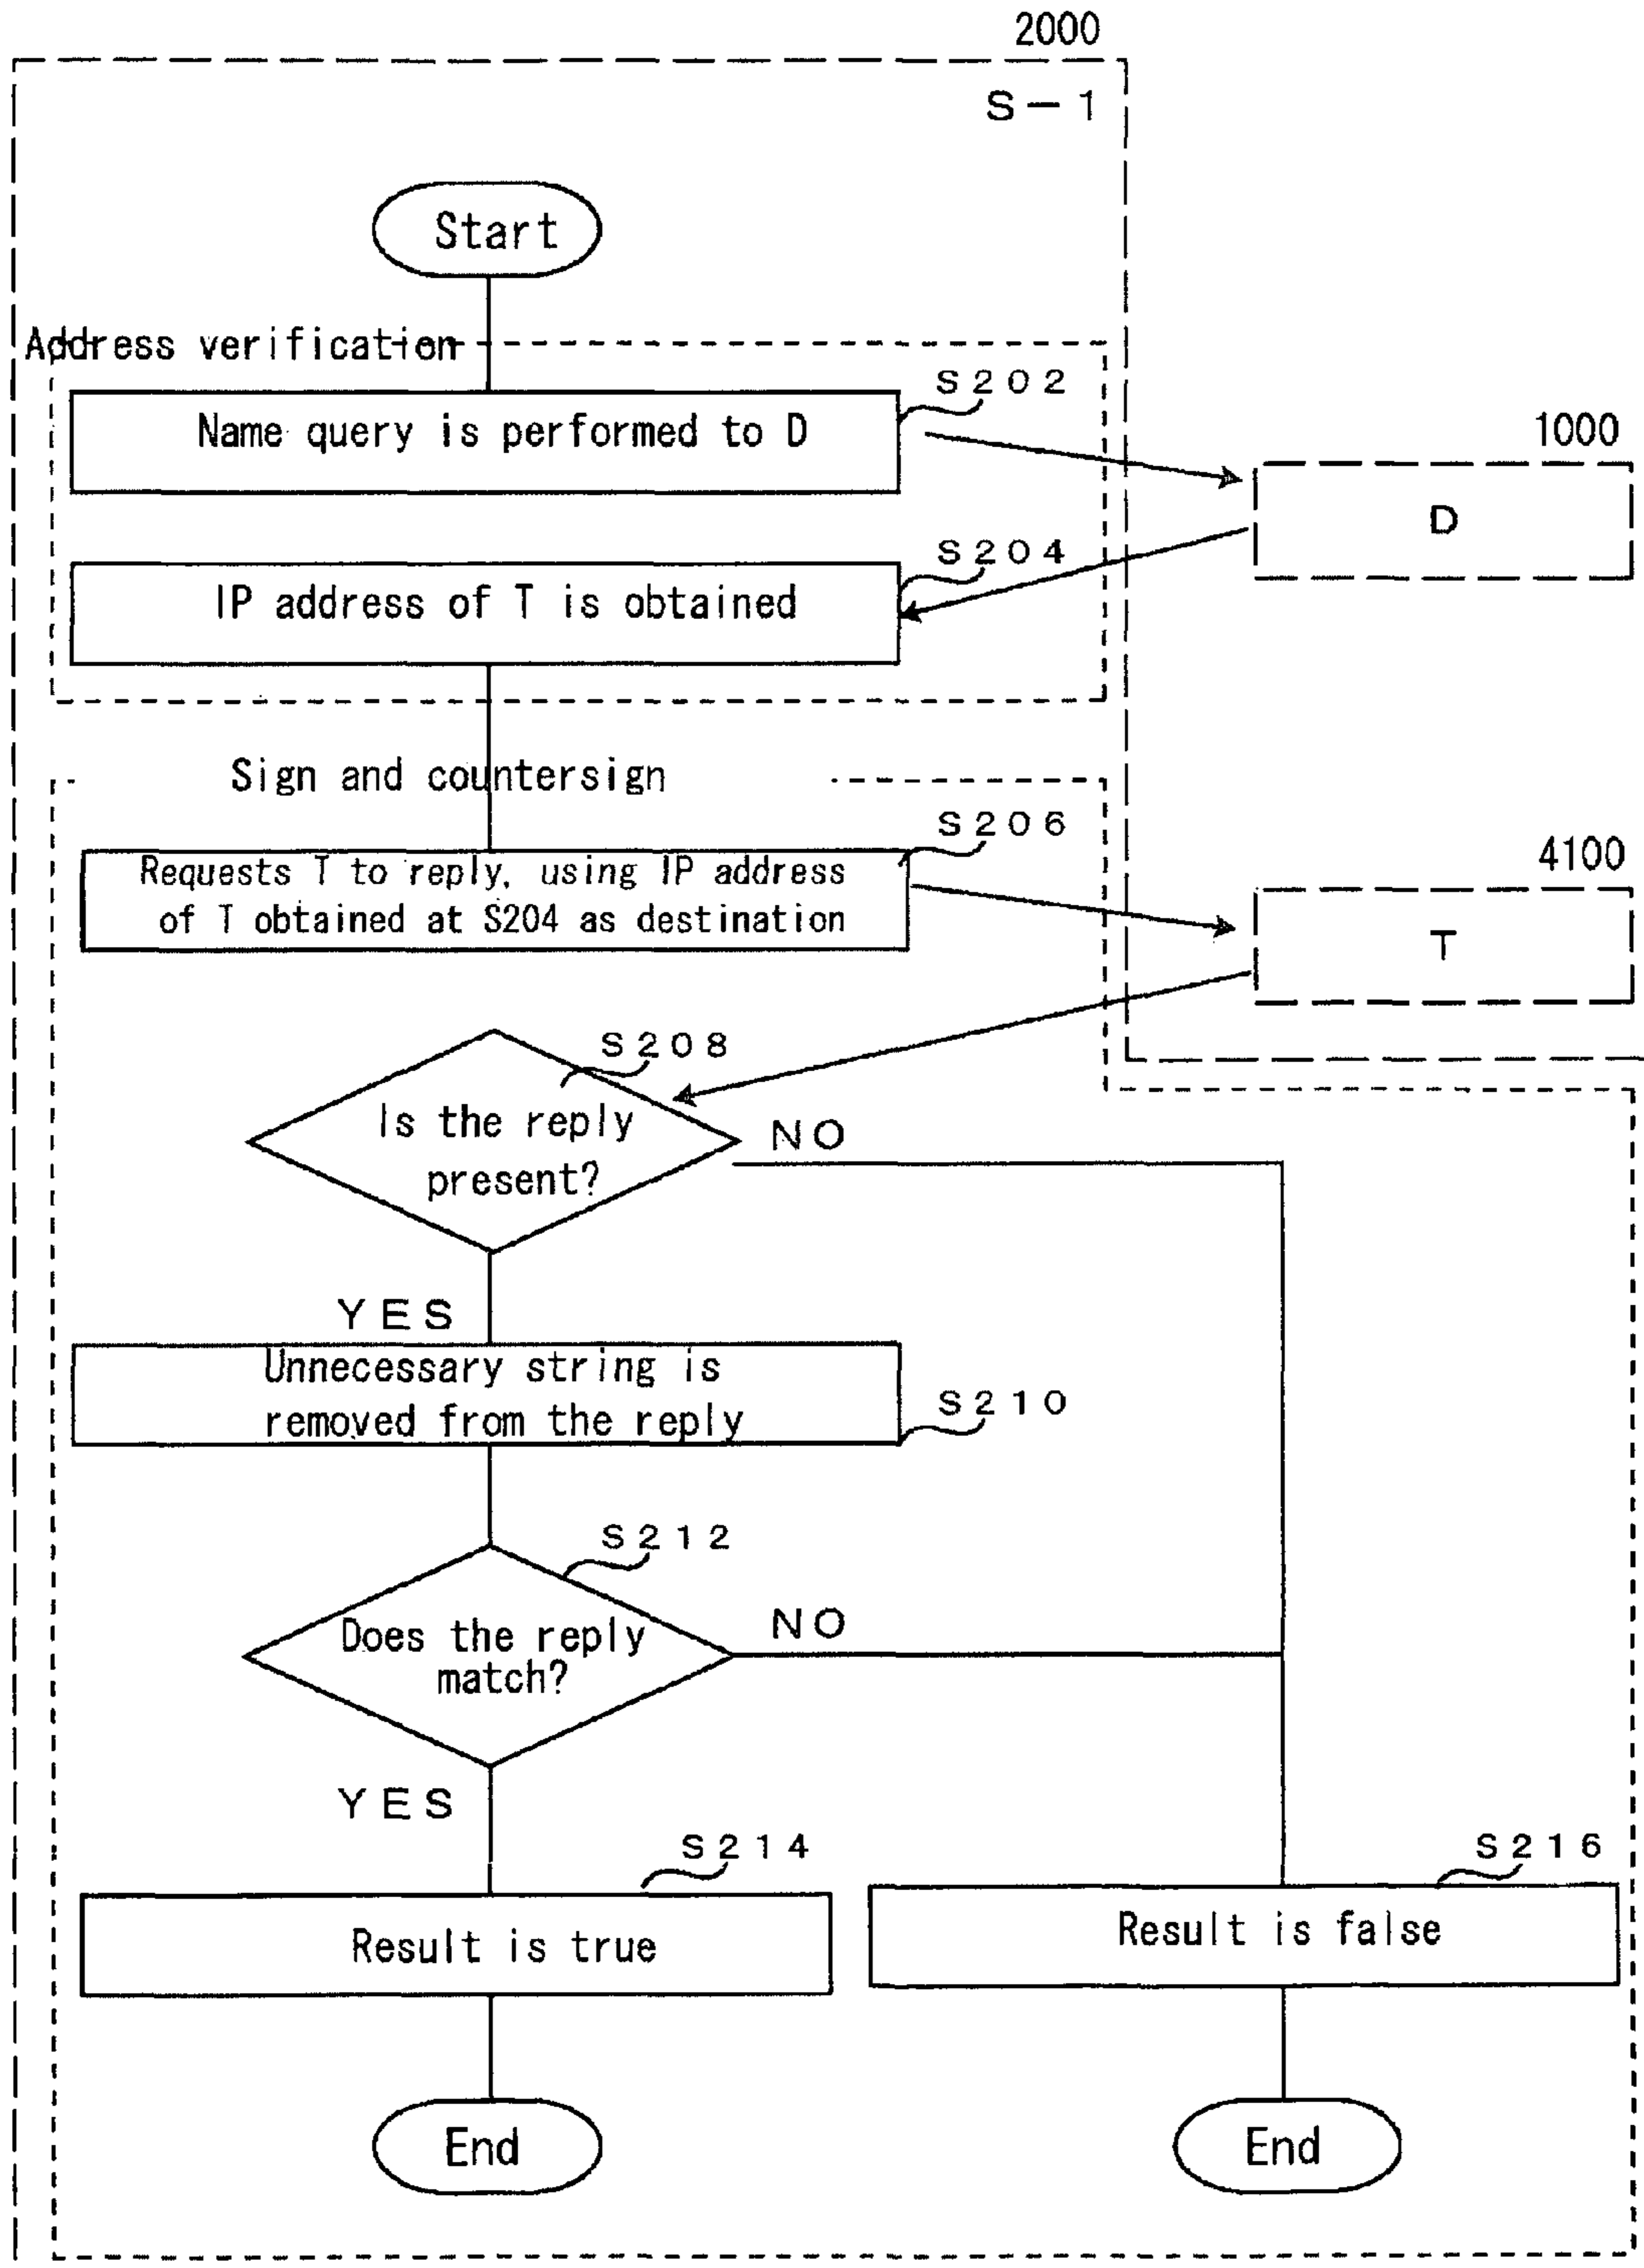 2000
S-1
Start
Address verification
S202
Name query is performed to D
1000
D
S204
IP address of T is obtained
Sign and countersign
S206
Requests T to reply, using IP address
of T obtained at S204 as destination
4100
T
S208
Is the reply
present?
NO
YES
Unnecessary string is
removed from the reply
S210
S212
Does the reply
match?
NO
YES
S214
S216
Result is true
Result is false
End
End